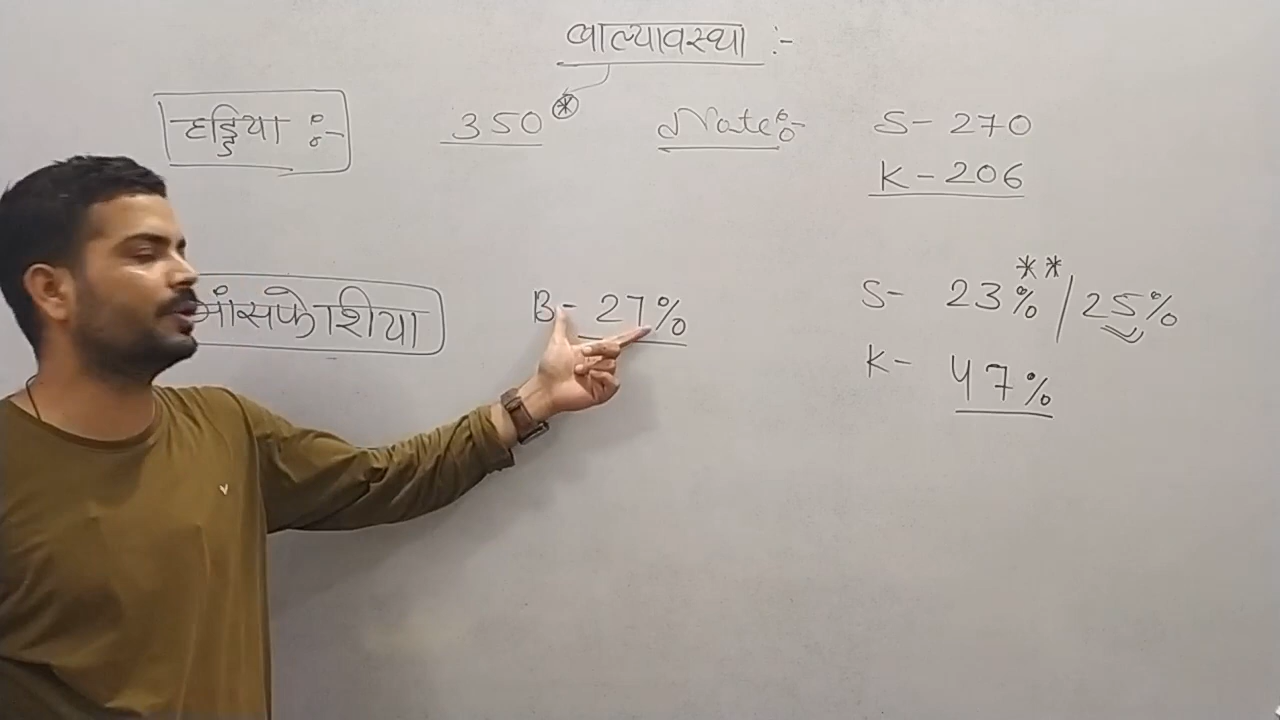 बाल्यावस्था :-
हड्डिया :- 350 * Note:- S- 270
K- 206
मांसफेशिया B- 27% S- 23% ** / 25%
K- 47%